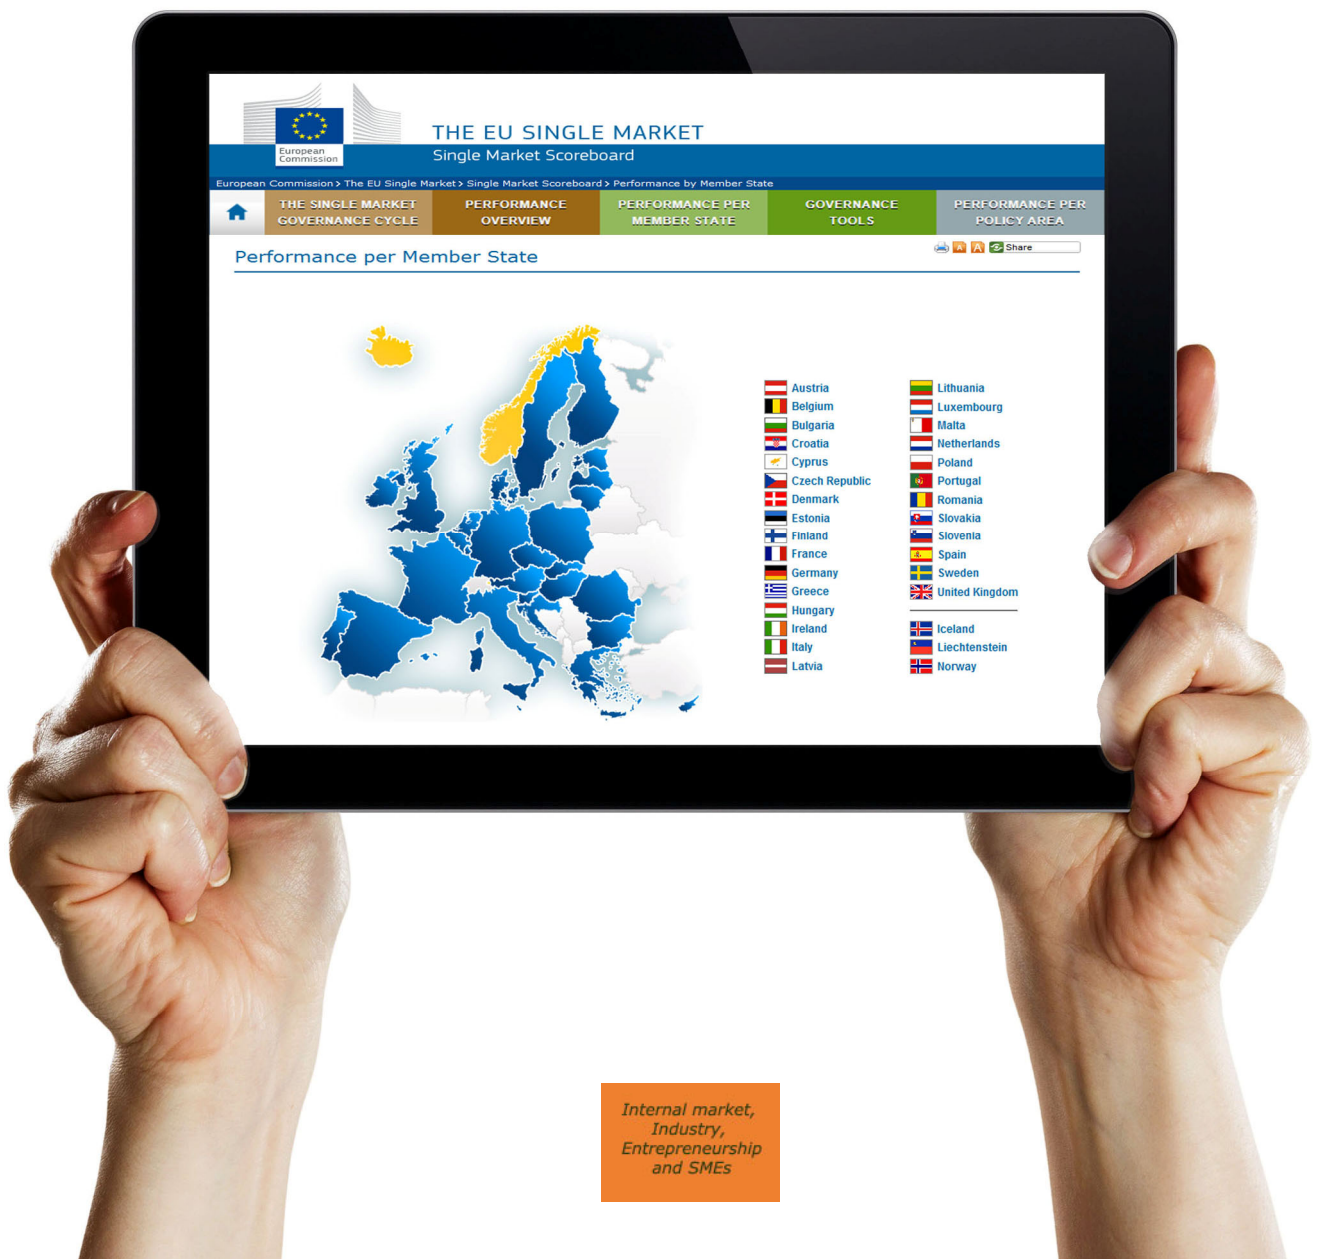 THE EU SINGLE MARKET
European
Commission
Single Market Scoreboard
European Commission > The EU Single Market > Single Market Scoreboard > Performance by Member State
THE SINGLE MARKET
GOVERNANCE CYCLE
PERFORMANCE
OVERVIEW
PERFORMANCE PER
MEMBER STATE
GOVERNANCE
TOOLS
PERFORMANCE PER
POLICY AREA
A
A
Share
Performance per Member State
Austria
Belgium
Bulgaria
Croatia
Cyprus
Czech Republic
Denmark
Estonia
Finland
France
Germany
Greece
Hungary
Ireland
Italy
Latvia
Lithuania
Luxembourg
Malta
Netherlands
Poland
Portugal
Romania
Slovakia
Slovenia
Spain
Sweden
United Kingdom
Iceland
Liechtenstein
Norway
Internal market,
Industry,
Entrepreneurship
and SMEs